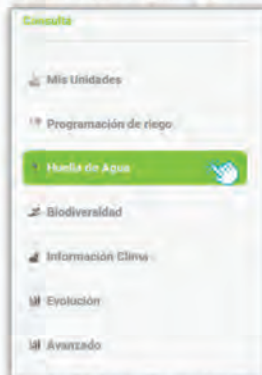 Consulta
Mis Unidades
Programación de riego
Huella de Agua
Biodiversidad
Información Clima
Evolución
Avanzado